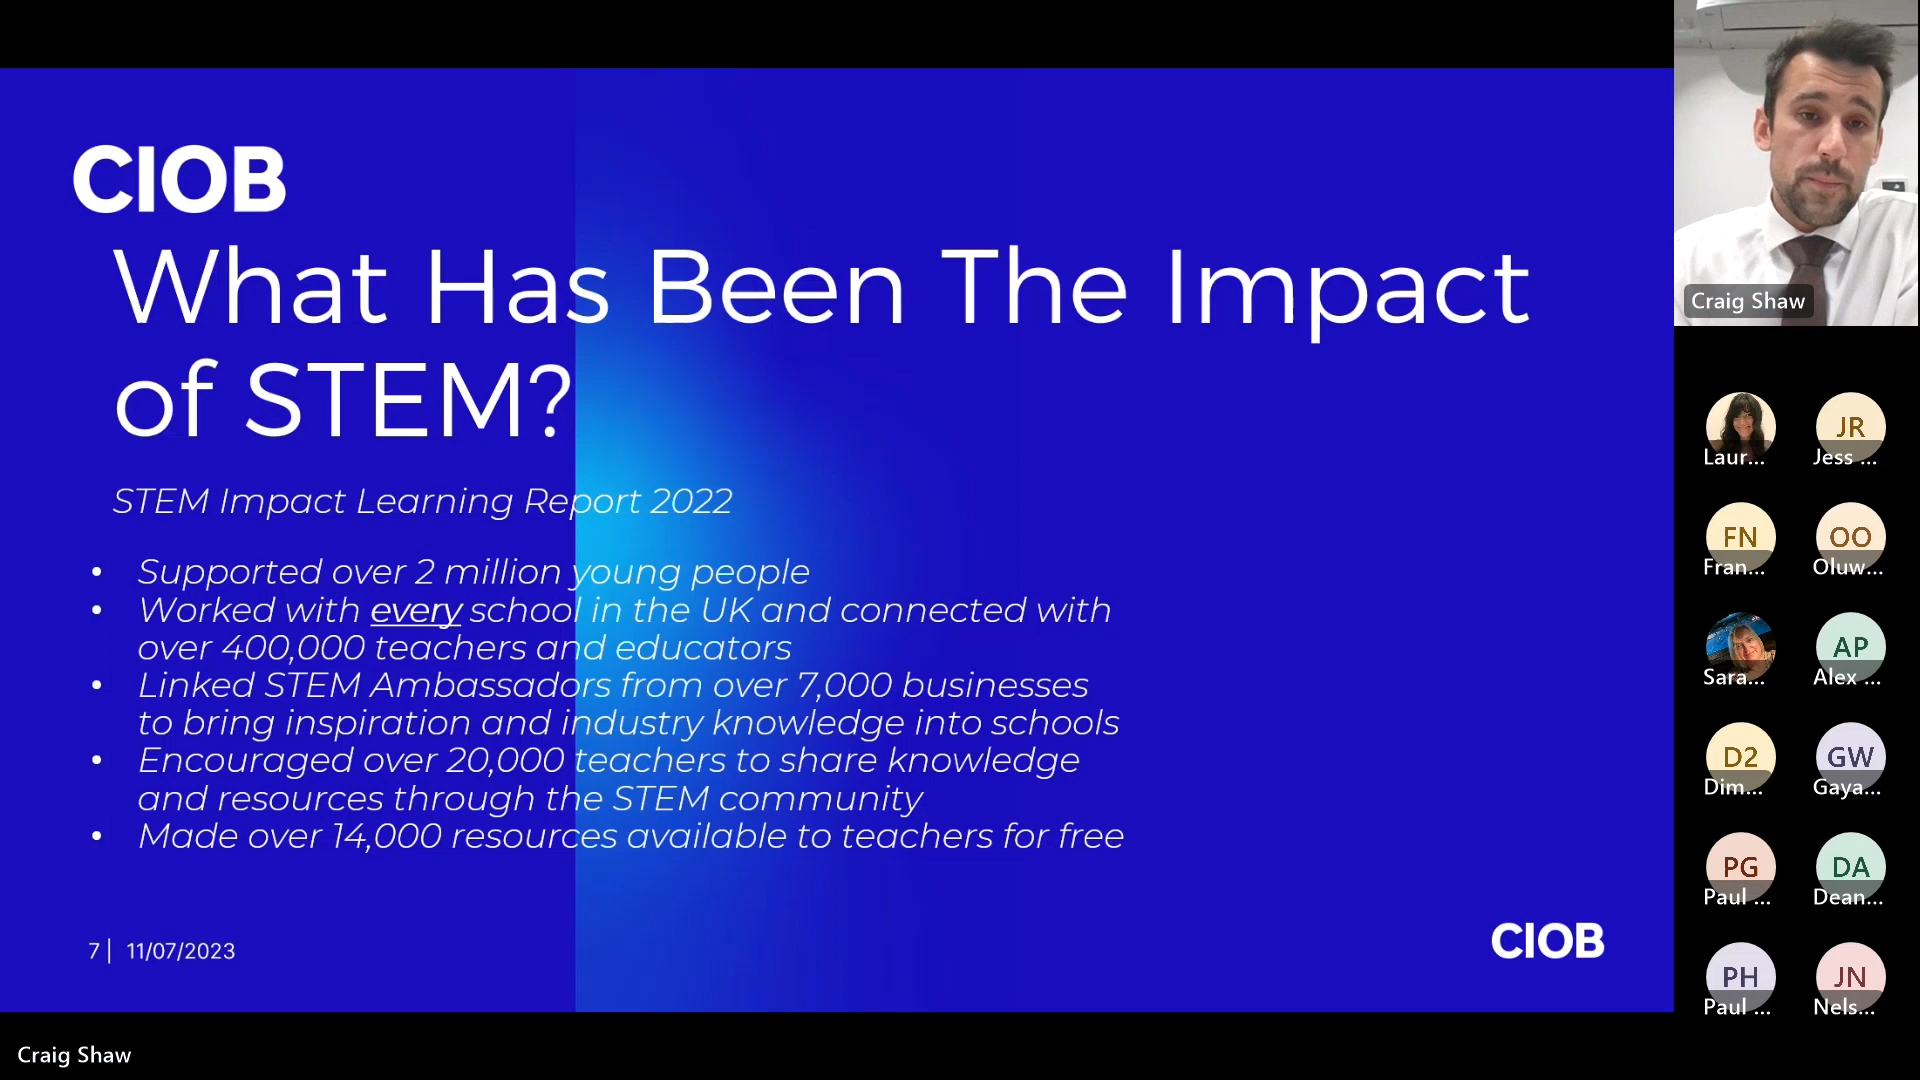 CIOB
What Has Been The Impact
of STEM?
STEM Impact Learning Report 2022
• Supported over 2 million young people
• Worked with every school in the UK and connected with
over 400,000 teachers and educators
• Linked STEM Ambassadors from over 7,000 businesses
to bring inspiration and industry knowledge into schools
• Encouraged over 20,000 teachers to share knowledge
and resources through the STEM community
• Made over 14,000 resources available to teachers for free
7 | 11/07/2023
CIOB
Craig Shaw
Craig Shaw
Laur...
JR
Jess ...
FN
Fran...
OO
Oluw...
Sara...
AP
Alex ...
D2
Dim...
GW
Gaya...
PG
Paul ...
DA
Dean...
PH
Paul ...
JN
Nels...